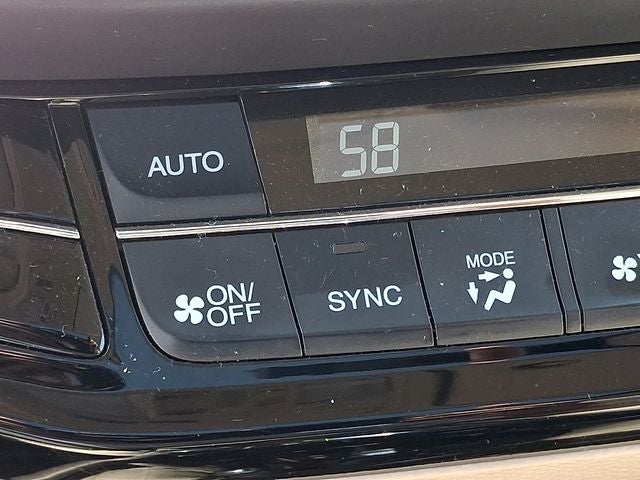 AUTO
58
ON/
OFF
SYNC
MODE